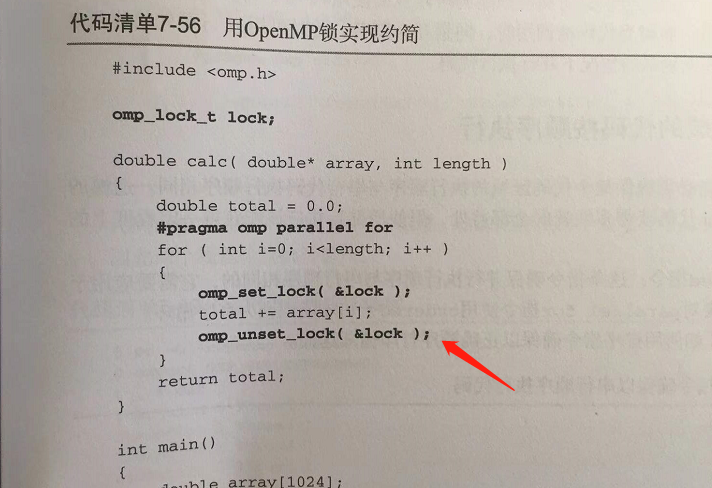 代码清单7-56 用OpenMP锁实现约简
#include <omp.h>
omp_lock_t lock;
double calc( double* array, int length )
{
double total = 0.0;
#pragma omp parallel for
for ( int i=0; i<length; i++ )
{
omp_set_lock( &lock );
total += array[i];
omp_unset_lock( &lock );
}
return total;
}
int main()
{
double array[1024];